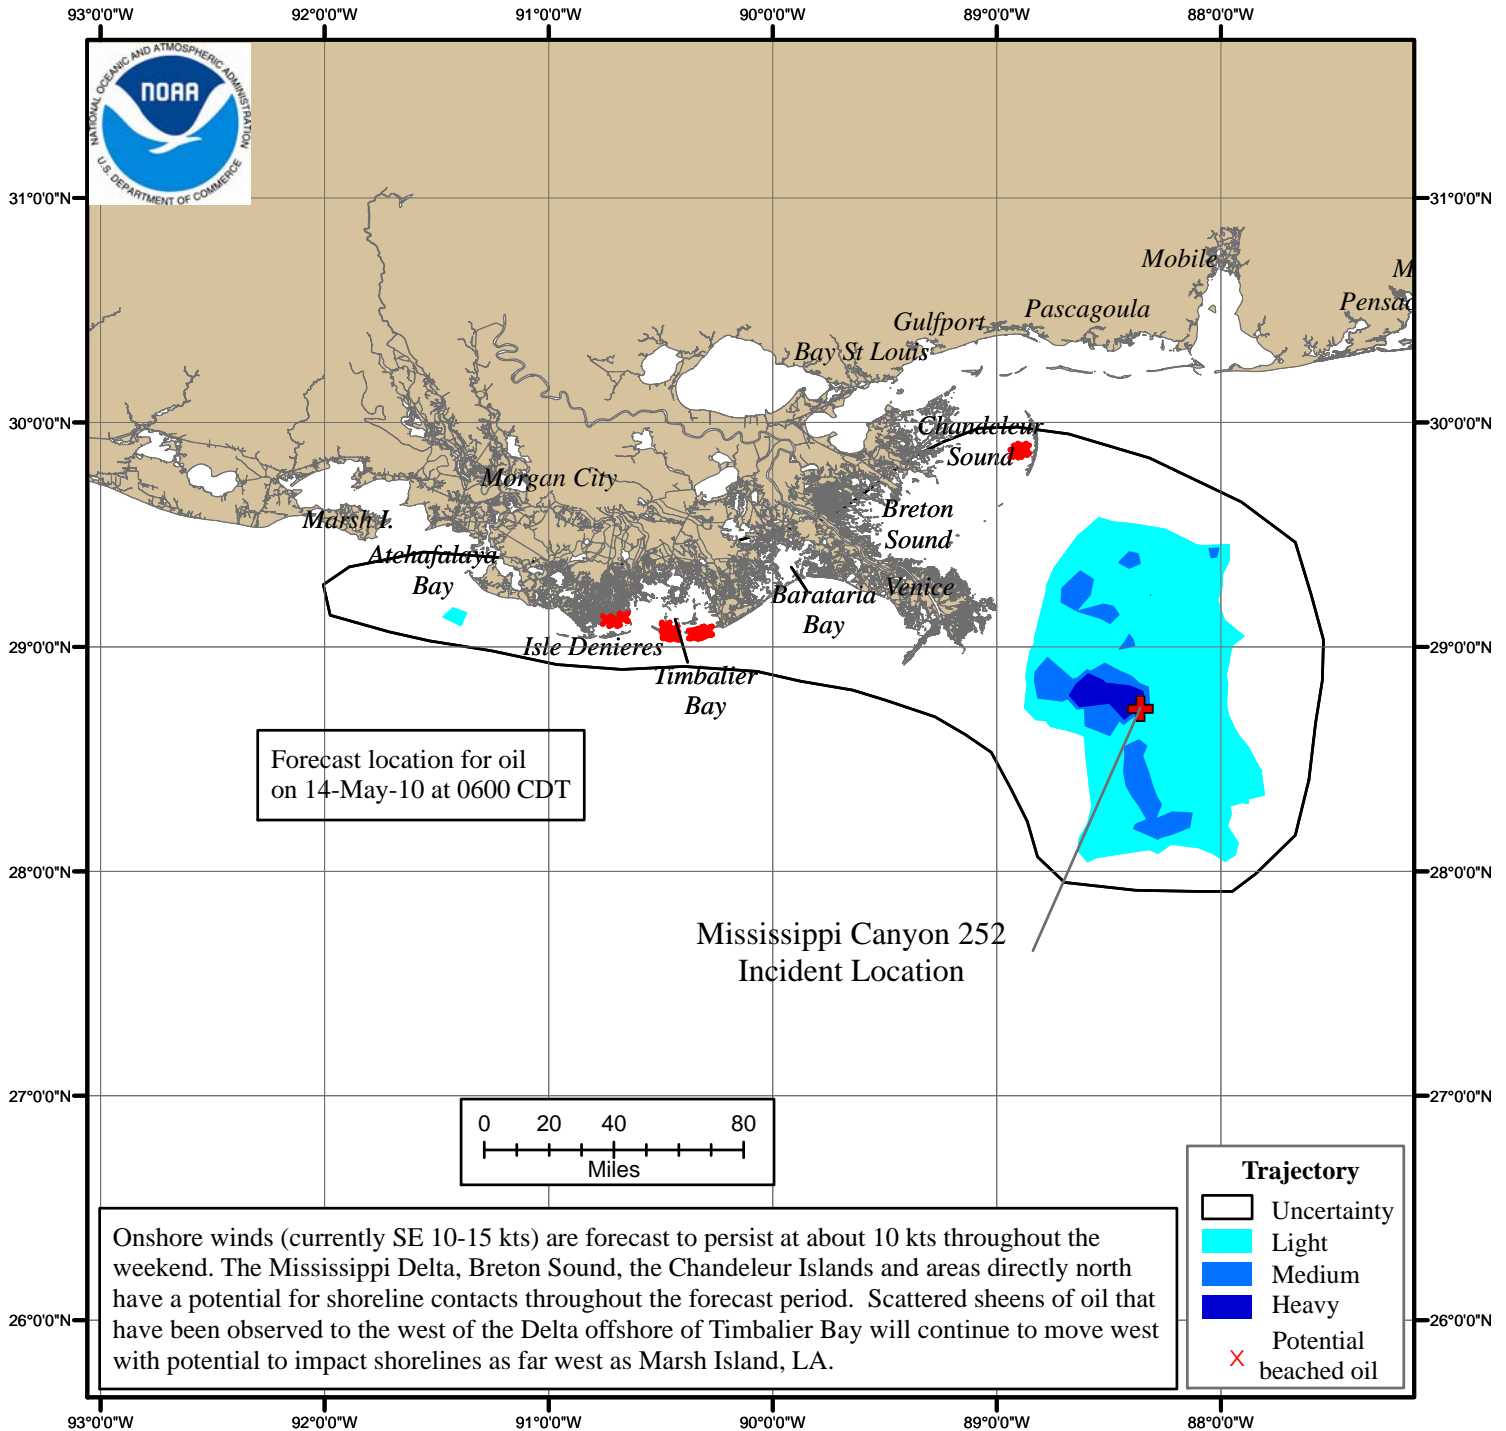 93°0'0"W
92°0'0"W
91°0'0"W
90°0'0"W
89°0'0"W
88°0'0"W
NATIONAL OCEANIC AND ATMOSPHERIC ADMINISTRATION
NOAA
U.S. DEPARTMENT OF COMMERCE
31°0'0"N
31°0'0"N
Mobile
M
Pensac
Pascagoula
Gulfport
Bay St Louis
30°0'0"N
30°0'0"N
Chandeleur
Sound
Morgan City
Marsh I.
Breton
Sound
Atchafalaya
Bay
Venice
Barataria
Bay
29°0'0"N
29°0'0"N
Isle Denieres
Timbalier
Bay
Forecast location for oil
on 14-May-10 at 0600 CDT
28°0'0"N
28°0'0"N
Mississippi Canyon 252
Incident Location
27°0'0"N
27°0'0"N
0 20 40 80
Miles
Trajectory
Uncertainty
Light
Medium
Heavy
Potential
X beached oil
Onshore winds (currently SE 10-15 kts) are forecast to persist at about 10 kts throughout the
weekend. The Mississippi Delta, Breton Sound, the Chandeleur Islands and areas directly north
have a potential for shoreline contacts throughout the forecast period.  Scattered sheens of oil that
have been observed to the west of the Delta offshore of Timbalier Bay will continue to move west
with potential to impact shorelines as far west as Marsh Island, LA.
26°0'0"N
26°0'0"N
93°0'0"W
92°0'0"W
91°0'0"W
90°0'0"W
89°0'0"W
88°0'0"W